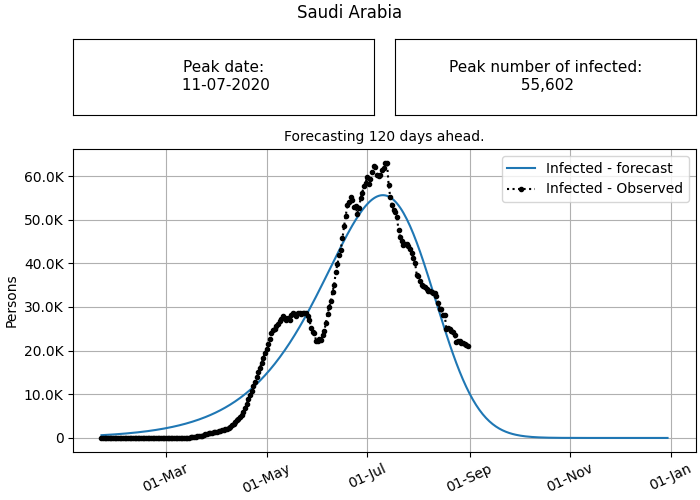 Saudi Arabia
Peak date:
11-07-2020
Peak number of infected:
55,602
Forecasting 120 days ahead.
Infected - forecast
Infected - Observed
Persons
60.0K
50.0K
40.0K
30.0K
20.0K
10.0K
0
01-Mar
01-May
01-Jul
01-Sep
01-Nov
01-Jan